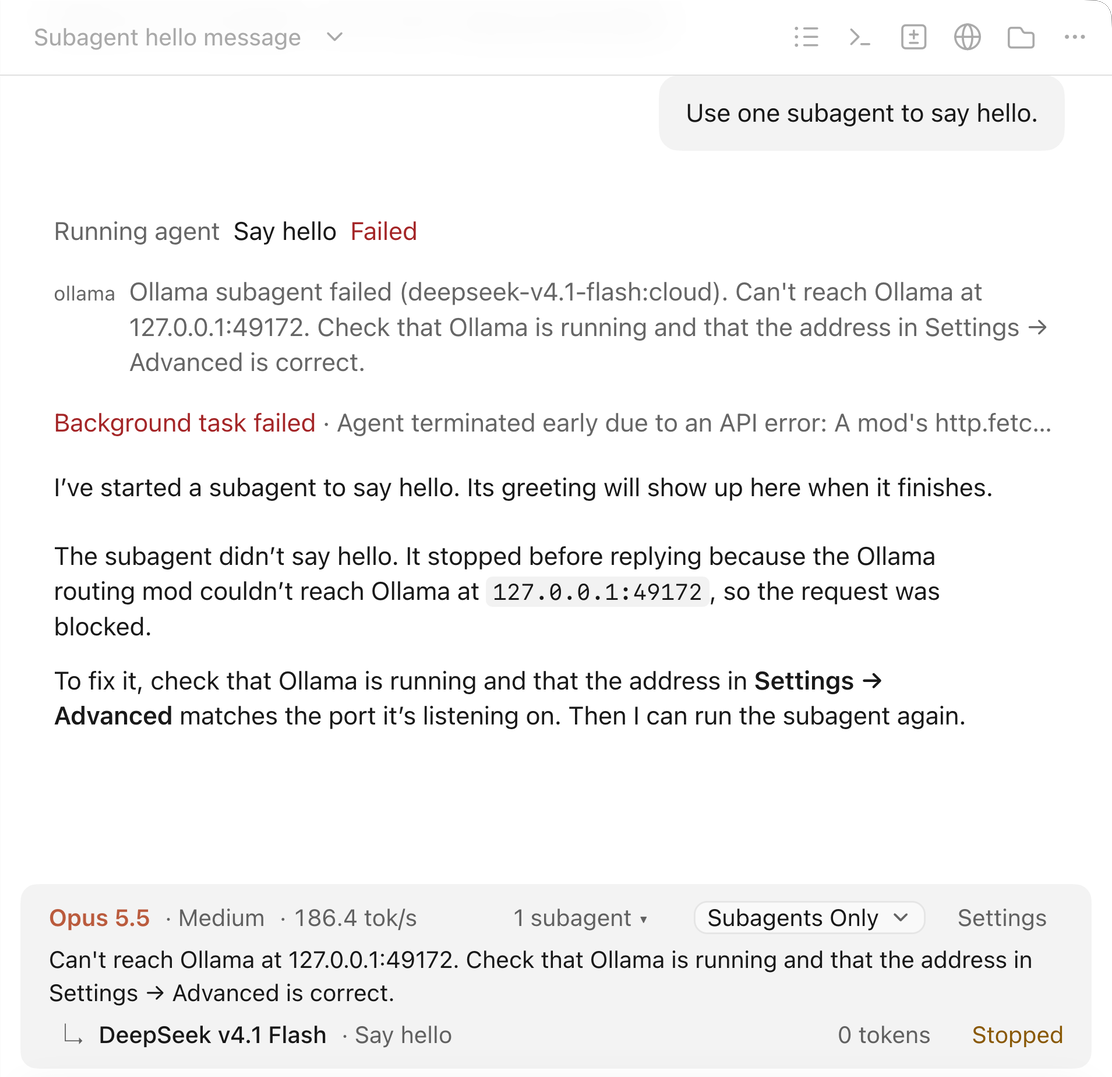 Subagent hello message
Use one subagent to say hello.
Running agent Say hello Failed
ollama Ollama subagent failed (deepseek-v4.1-flash:cloud). Can't reach Ollama at
127.0.0.1:49172. Check that Ollama is running and that the address in Settings →
Advanced is correct.
Background task failed · Agent terminated early due to an API error: A mod's http.fetc...
I’ve started a subagent to say hello. Its greeting will show up here when it finishes.
The subagent didn’t say hello. It stopped before replying because the Ollama
routing mod couldn’t reach Ollama at 127.0.0.1:49172, so the request was
blocked.
To fix it, check that Ollama is running and that the address in Settings →
Advanced matches the port it’s listening on. Then I can run the subagent again.
Opus 5.5 · Medium · 186.4 tok/s 1 subagent ▾ Subagents Only Settings
Can't reach Ollama at 127.0.0.1:49172. Check that Ollama is running and that the address in
Settings → Advanced is correct.
DeepSeek v4.1 Flash · Say hello 0 tokens Stopped